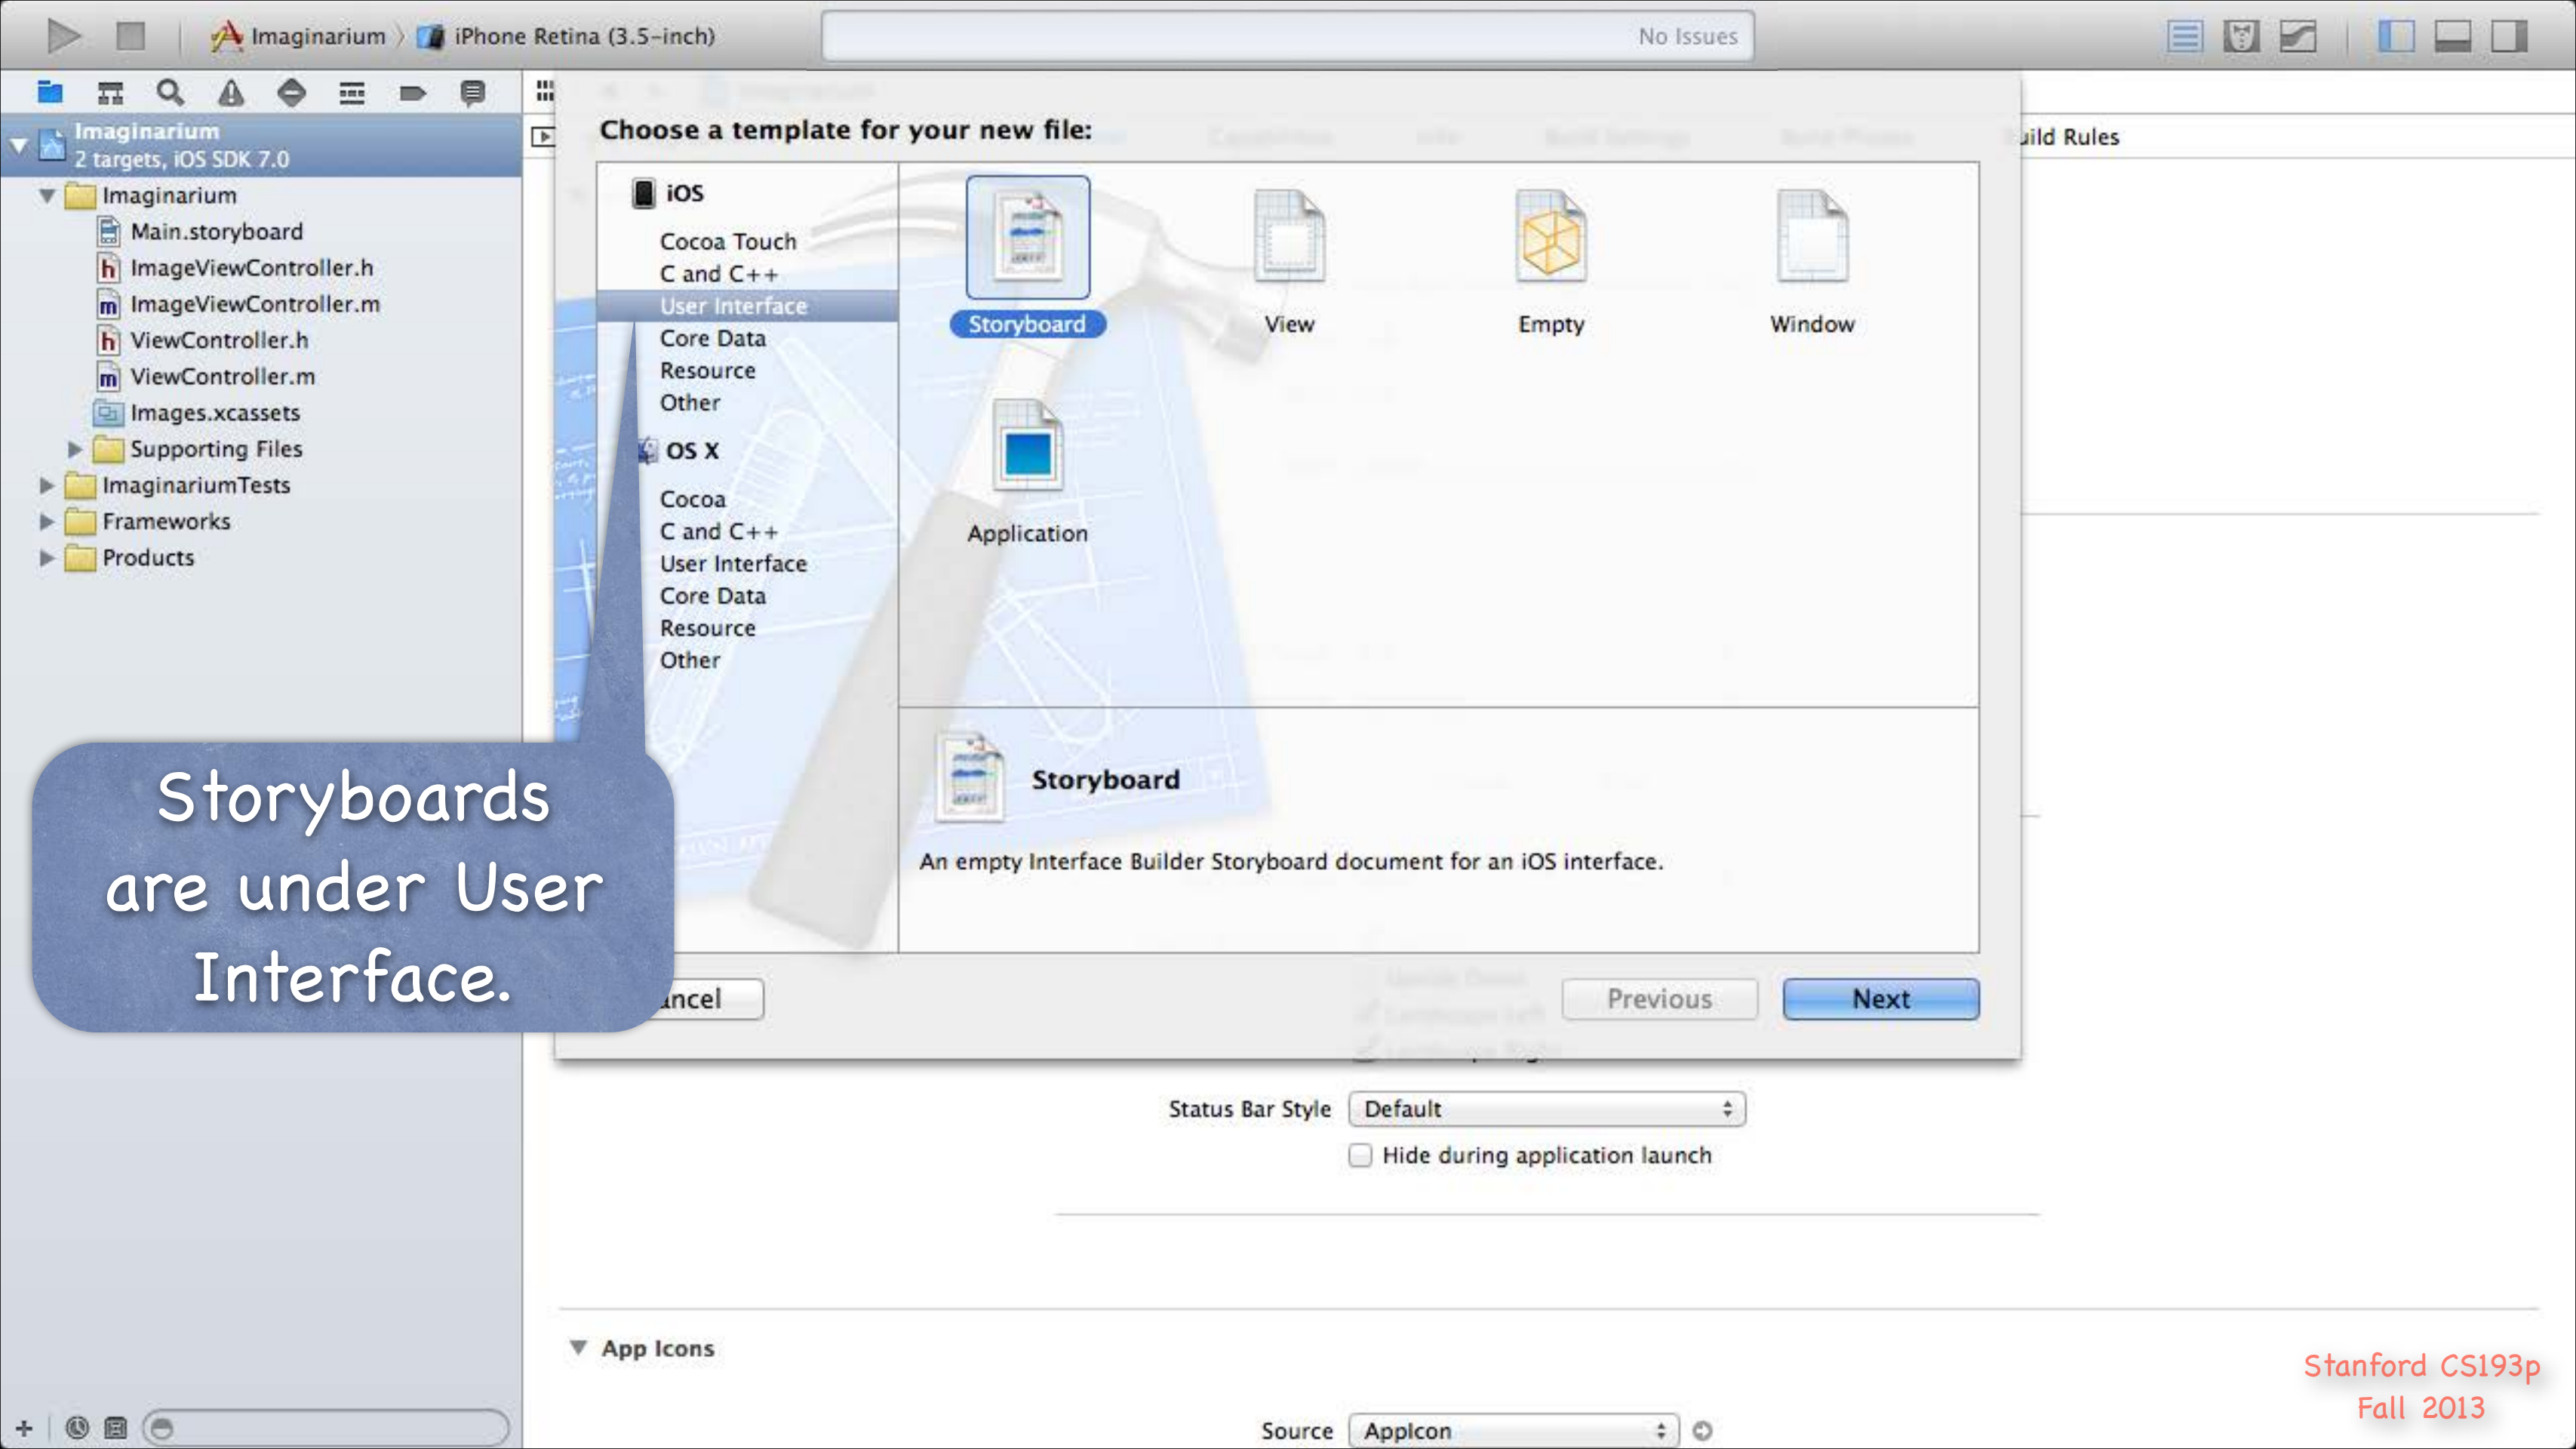 Imaginarium
iPhone Retina (3.5-inch)
No Issues
Imaginarium
2 targets, iOS SDK 7.0
Imaginarium
Main.storyboard
ImageViewController.h
ImageViewController.m
ViewController.h
ViewController.m
Images.xcassets
Supporting Files
ImaginariumTests
Frameworks
Products
Choose a template for your new file:
uild Rules
iOS
Cocoa Touch
C and C++
User Interface
Core Data
Resource
Other
OS X
Cocoa
C and C++
User Interface
Core Data
Resource
Other
Storyboard
View
Empty
Window
Application
Storyboard
An empty Interface Builder Storyboard document for an iOS interface.
Storyboards
are under User
Interface.
ancel
Previous
Next
Status Bar Style
Default
Hide during application launch
App Icons
Source
AppIcon
Stanford CS193p
Fall 2013